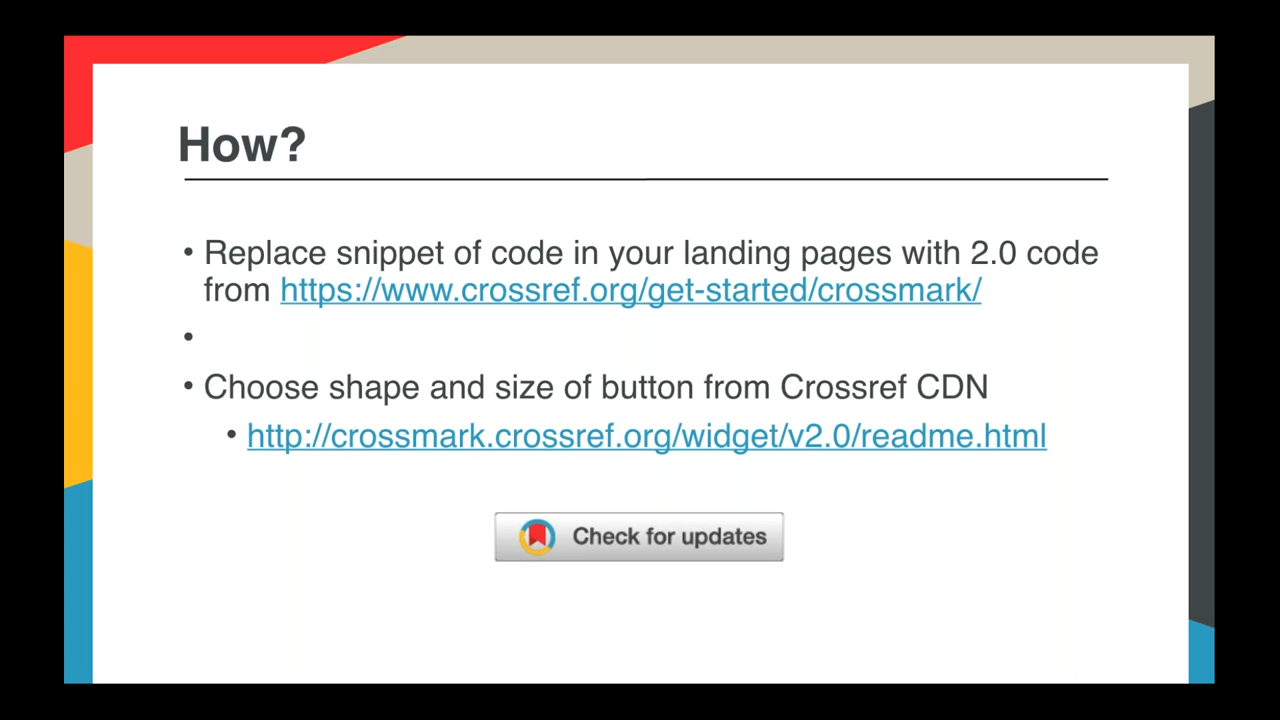 How?
• Replace snippet of code in your landing pages with 2.0 code
from https://www.crossref.org/get-started/crossmark/
•
• Choose shape and size of button from Crossref CDN
• http://crossmark.crossref.org/widget/v2.0/readme.html
Check for updates